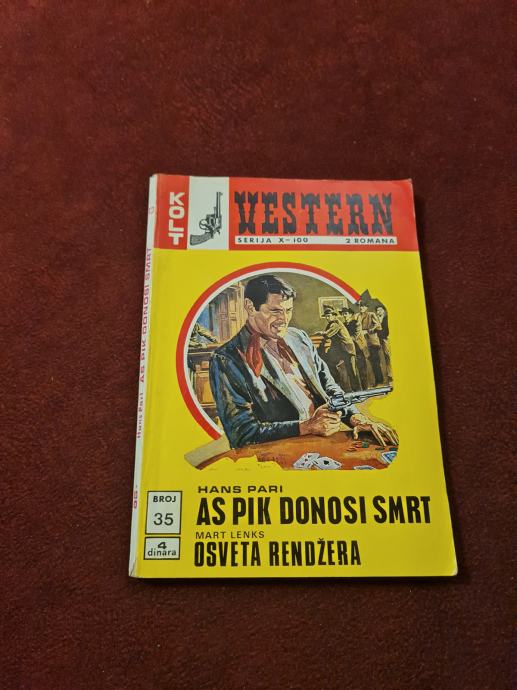 KOLT
VESTERN
SERIJA X-100 2 ROMANA
Hans Pari AS PIK DONOSI SMRT
HANS PARI
AS PIK DONOSI SMRT
MART LENKS
OSVETA RENDŽERA
BROJ
35
4
dinara